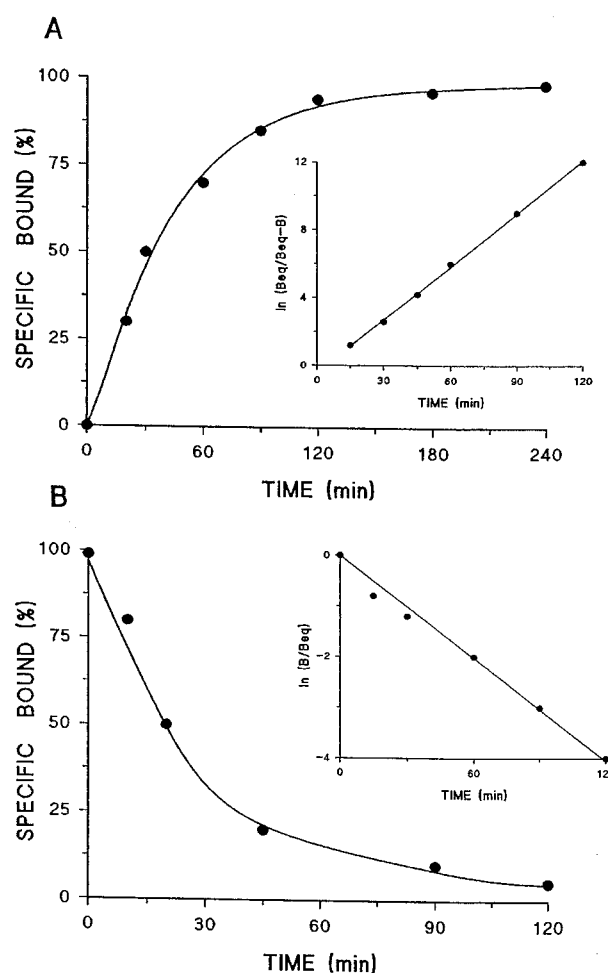 A
SPECIFIC BOUND (%)
100
75
50
25
0
0 60 120 180 240
TIME (min)
ln (Beq/Beq-B)
12
8
4
0
0 30 60 90 120
TIME (min)
B
SPECIFIC BOUND (%)
100
75
50
25
0
0 30 60 90 120
TIME (min)
ln (B/Beq)
0
-2
-4
0 60 12
TIME (min)